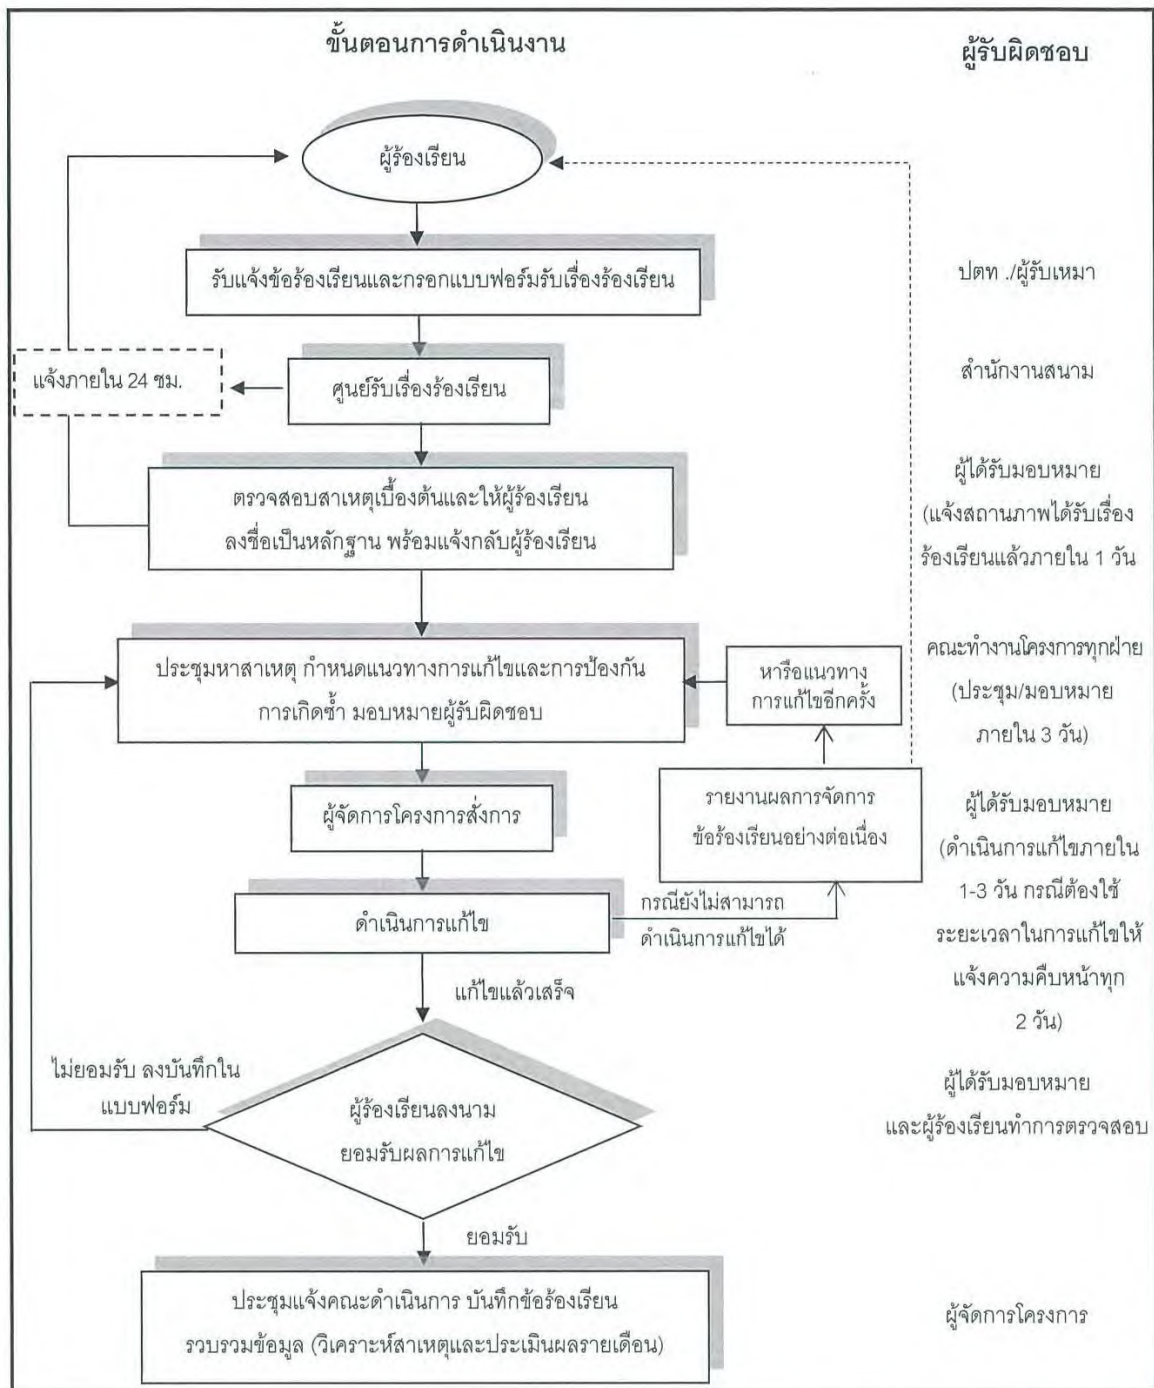 ขั้นตอนการดำเนินงาน
ผู้รับผิดชอบ
ผู้ร้องเรียน
รับแจ้งข้อร้องเรียนและกรอกแบบฟอร์มรับเรื่องร้องเรียน
ปตท ./ผู้รับเหมา
แจ้งภายใน 24 ชม.
ศูนย์รับเรื่องร้องเรียน
สำนักงานสนาม
ตรวจสอบสาเหตุเบื้องต้นและให้ผู้ร้องเรียน
ลงชื่อเป็นหลักฐาน พร้อมแจ้งกลับผู้ร้องเรียน
ผู้ได้รับมอบหมาย
(แจ้งสถานภาพได้รับเรื่อง
ร้องเรียนแล้วภายใน 1 วัน
ประชุมหาสาเหตุ กำหนดแนวทางการแก้ไขและการป้องกัน
การเกิดซ้ำ มอบหมายผู้รับผิดชอบ
หารือแนวทาง
การแก้ไขอีกครั้ง
คณะทำงานโครงการทุกฝ่าย
(ประชุม/มอบหมาย
ภายใน 3 วัน)
ผู้จัดการโครงการสั่งการ
รายงานผลการจัดการ
ข้อร้องเรียนอย่างต่อเนื่อง
ผู้ได้รับมอบหมาย
(ดำเนินการแก้ไขภายใน
1-3 วัน กรณีต้องใช้
ระยะเวลาในการแก้ไขให้
แจ้งความคืบหน้าทุก
2 วัน)
ดำเนินการแก้ไข
กรณียังไม่สามารถ
ดำเนินการแก้ไขได้
แก้ไขแล้วเสร็จ
ไม่ยอมรับ ลงบันทึกใน
แบบฟอร์ม
ผู้ร้องเรียนลงนาม
ยอมรับผลการแก้ไข
ผู้ได้รับมอบหมาย
และผู้ร้องเรียนทำการตรวจสอบ
ยอมรับ
ประชุมแจ้งคณะดำเนินการ บันทึกข้อร้องเรียน
รวบรวมข้อมูล (วิเคราะห์สาเหตุและประเมินผลรายเดือน)
ผู้จัดการโครงการ